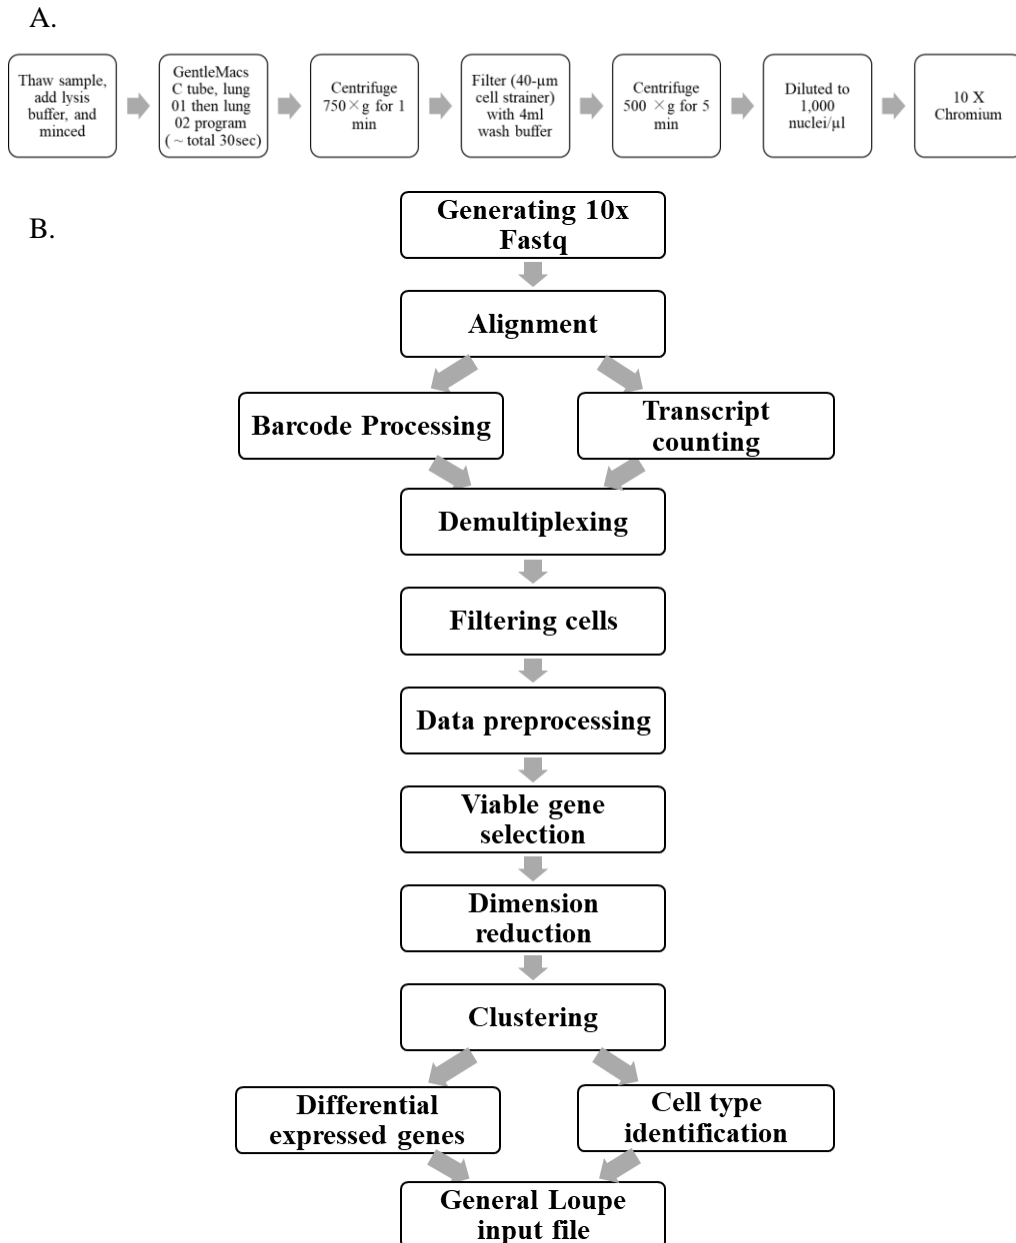 A.
Thaw sample,
add lysis
buffer, and
minced
GentleMacs
C tube, lung
01 then lung
02 program
(~ total 30sec)
Centrifuge
750×g for 1
min
Filter (40-µm
cell strainer)
with 4ml
wash buffer
Centrifuge
500 ×g for 5
min
Diluted to
1,000
nuclei/µl
10 X
Chromium
B.
Generating 10x
Fastq
Alignment
Barcode Processing
Transcript
counting
Demultiplexing
Filtering cells
Data preprocessing
Viable gene
selection
Dimension
reduction
Clustering
Differential
expressed genes
Cell type
identification
General Loupe
input file